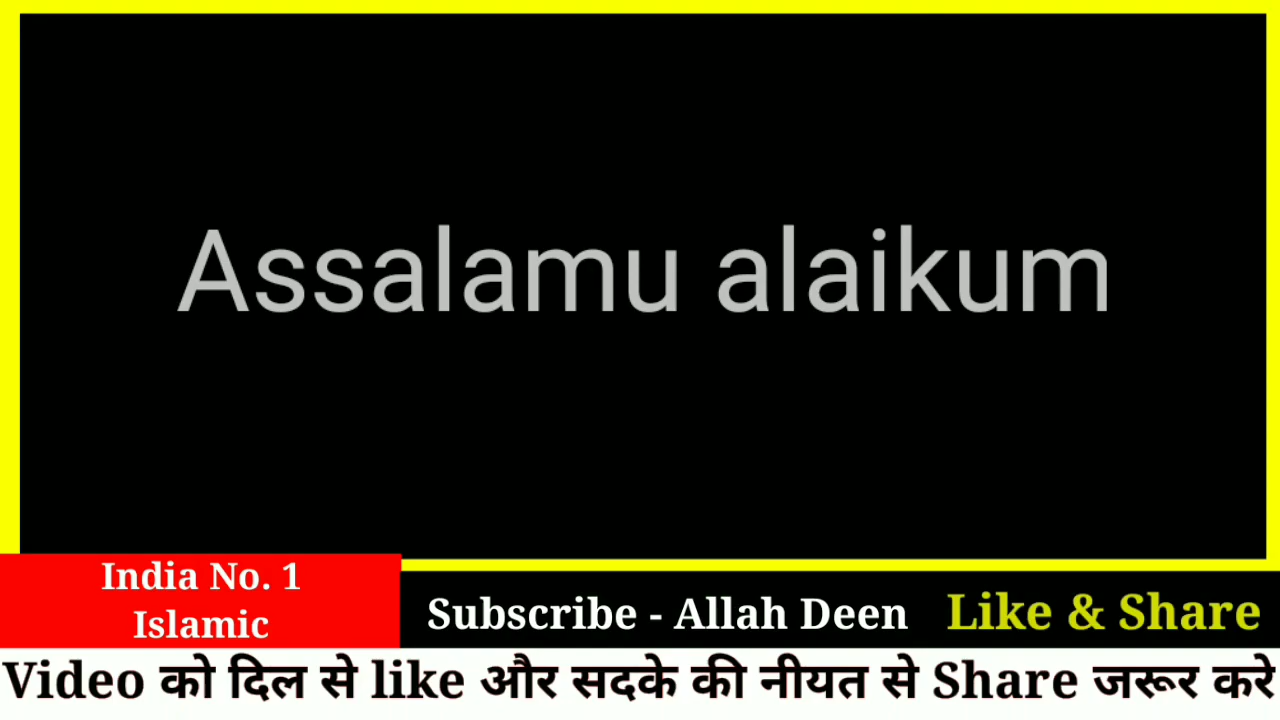 Assalamu alaikum
India No. 1
Islamic
Subscribe - Allah Deen Like & Share
Video को दिल से like और सदके की नीयत से Share जरूर करे